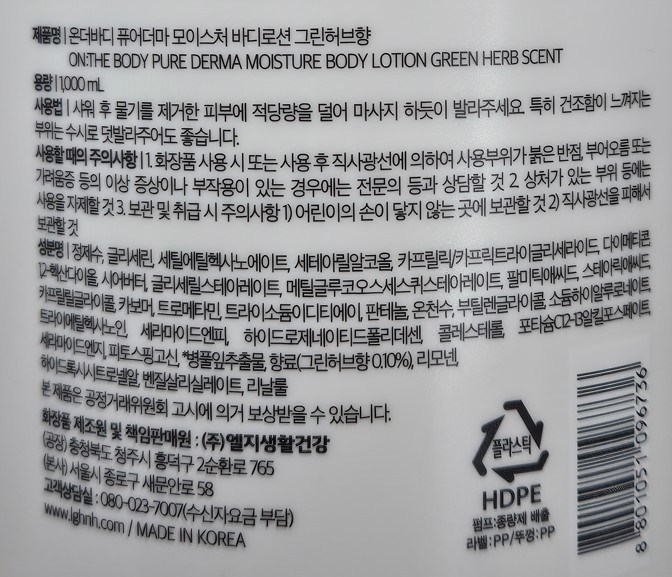 제품명 | 온더바디 퓨어더마 모이스처 바디로션 그린허브향
ON:THE BODY PURE DERMA MOISTURE BODY LOTION GREEN HERB SCENT
용량 | 1,000 mL
사용법 | 샤워 후 물기를 제거한 피부에 적당량을 덜어 마사지 하듯이 발라주세요. 특히 건조함이 느껴지는
부위는 수시로 덧발라주어도 좋습니다.
사용할 때의 주의사항 | 1. 화장품 사용 시 또는 사용 후 직사광선에 의하여 사용부위가 붉은 반점, 부어오름 또는
가려움증 등의 이상 증상이나 부작용이 있는 경우에는 전문의 등과 상담할 것 2. 상처가 있는 부위 등에는
사용을 자제할 것 3. 보관 및 취급 시 주의사항 1) 어린이의 손이 닿지 않는 곳에 보관할 것 2) 직사광선을 피해서
보관할 것
성분명 | 정제수, 글리세린, 세틸에틸헥사노에이트, 세테아릴알코올, 카프릴릭/카프릭트라이글리세라이드, 다이메티콘,
1,2-헥산다이올, 시어버터, 글리세릴스테아레이트, 메틸글루코오스세스퀴스테아레이트, 팔미틱애씨드, 스테아릭애씨드,
카프릴릴글라이콜, 카보머, 트로메타민, 트라이소듐이디티에이, 판테놀, 온천수, 부틸렌글라이콜, 소듐하이알루로네이트,
트라이에틸헥사노인, 세라마이드엔피, 하이드로제네이티드폴리데센, 콜레스테롤, 포타슘C12-13알킬포스페이트,
세라마이드엔지, 피토스핑고신, *병풀잎추출물, 향료(그린허브향 0.10%), 리모넨,
하이드록시시트로넬알, 벤질살리실레이트, 리날룰
본 제품은 공정거래위원회 고시에 의거 보상받을 수 있습니다.
화장품 제조원 및 책임판매원 : (주)엘지생활건강
(공장) 충청북도 청주시 흥덕구 2순환로 765
(본사) 서울시 종로구 새문안로 58
고객상담실 : 080-023-7007(수신자요금 부담)
www.lghnh.com / MADE IN KOREA
플라스틱
HDPE
펌프:종량제 배출
라벨:PP/뚜껑:PP
8 801051 096736